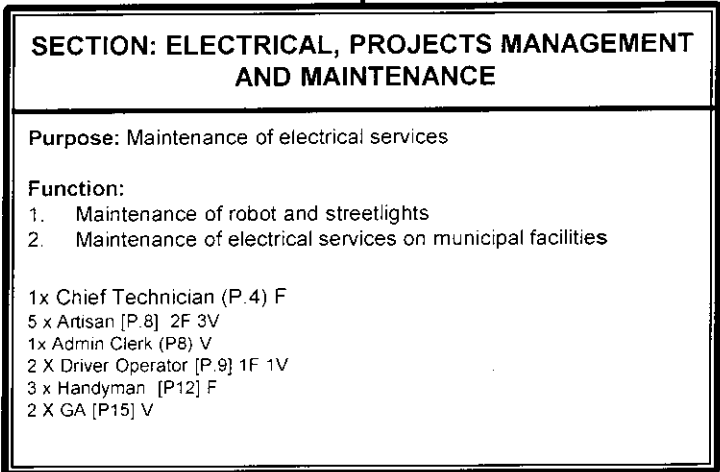 SECTION: ELECTRICAL, PROJECTS MANAGEMENT
AND MAINTENANCE
Purpose: Maintenance of electrical services
Function:
1. Maintenance of robot and streetlights
2. Maintenance of electrical services on municipal facilities
1x Chief Technician (P.4) F
5 x Artisan [P.8] 2F 3V
1x Admin Clerk (P8) V
2 X Driver Operator [P.9] 1F 1V
3 x Handyman [P12] F
2 X GA [P15] V